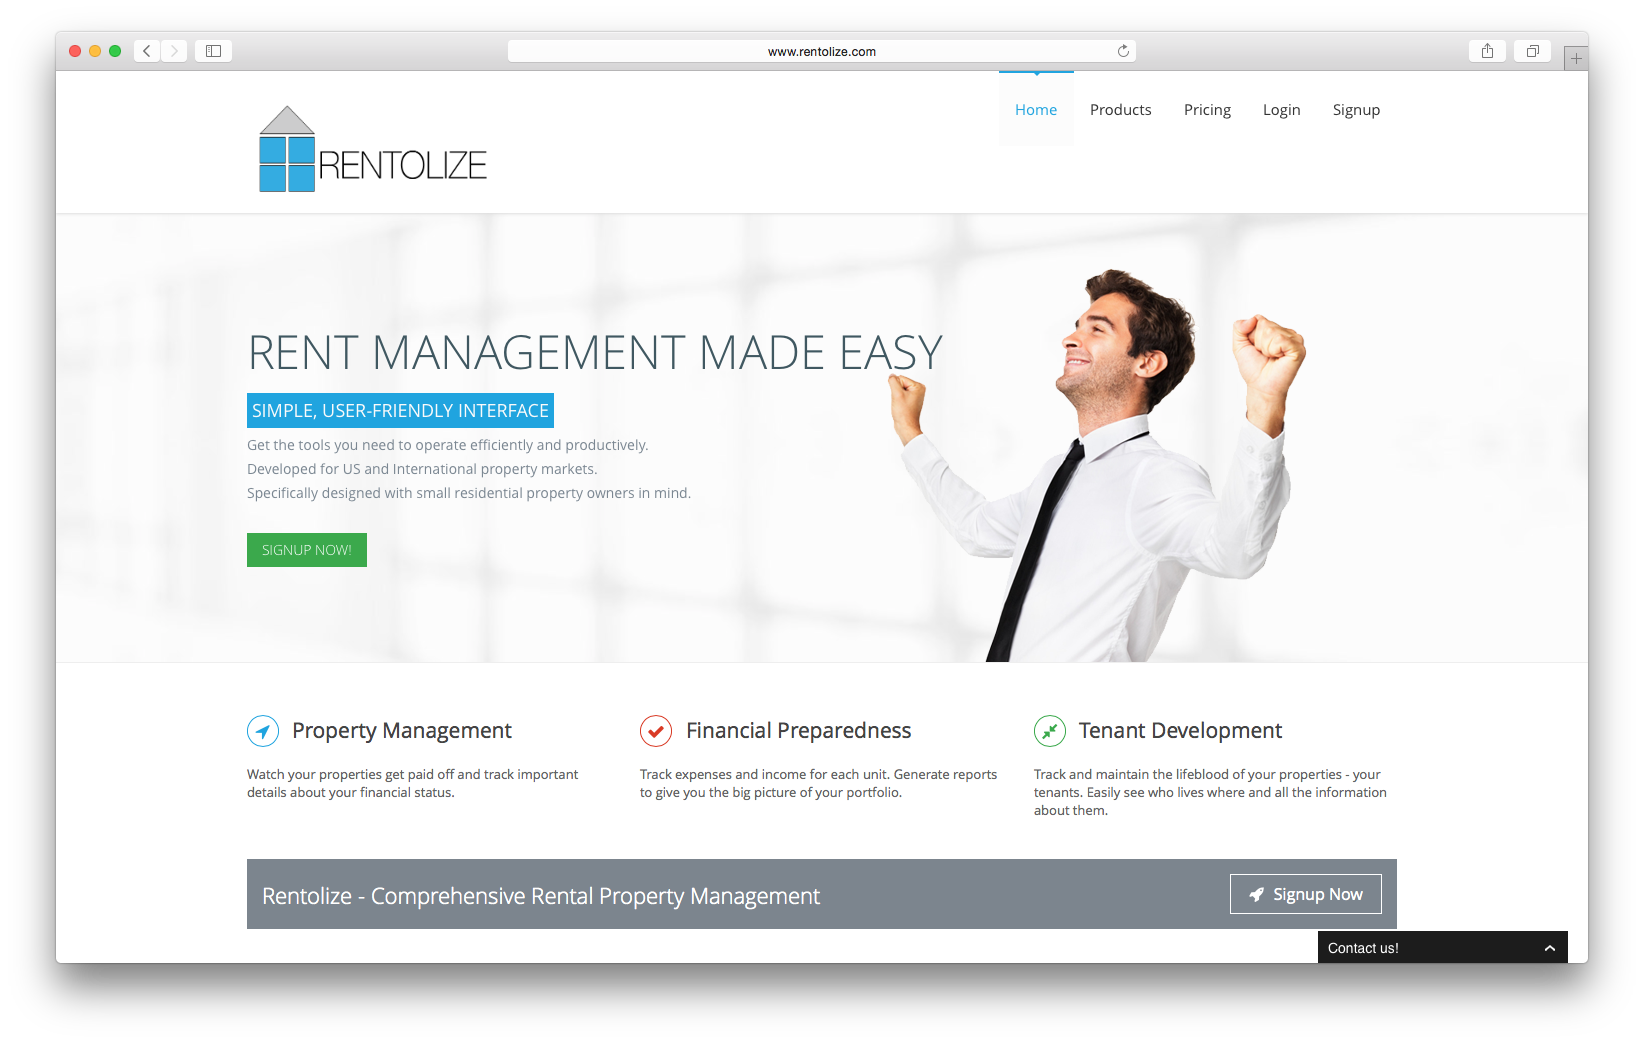 www.rentolize.com
Home Products Pricing Login Signup
RENTOLIZE
RENT MANAGEMENT MADE EASY
SIMPLE, USER-FRIENDLY INTERFACE
Get the tools you need to operate efficiently and productively.
Developed for US and International property markets.
Specifically designed with small residential property owners in mind.
SIGNUP NOW!
Property Management
Watch your properties get paid off and track important
details about your financial status.
Financial Preparedness
Track expenses and income for each unit. Generate reports
to give you the big picture of your portfolio.
Tenant Development
Track and maintain the lifeblood of your properties - your
tenants. Easily see who lives where and all the information
about them.
Rentolize - Comprehensive Rental Property Management
Signup Now
Contact us!